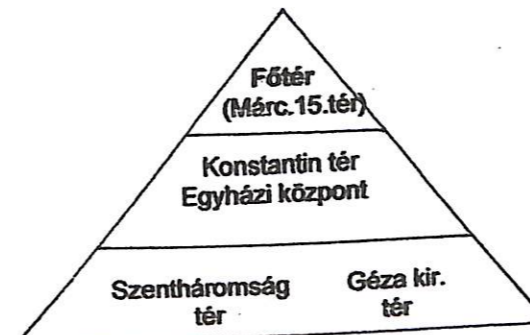 Főtér
(Márc.15.tér)
Konstantin tér
Egyházi központ
Szentháromság
tér
Géza kir.
tér